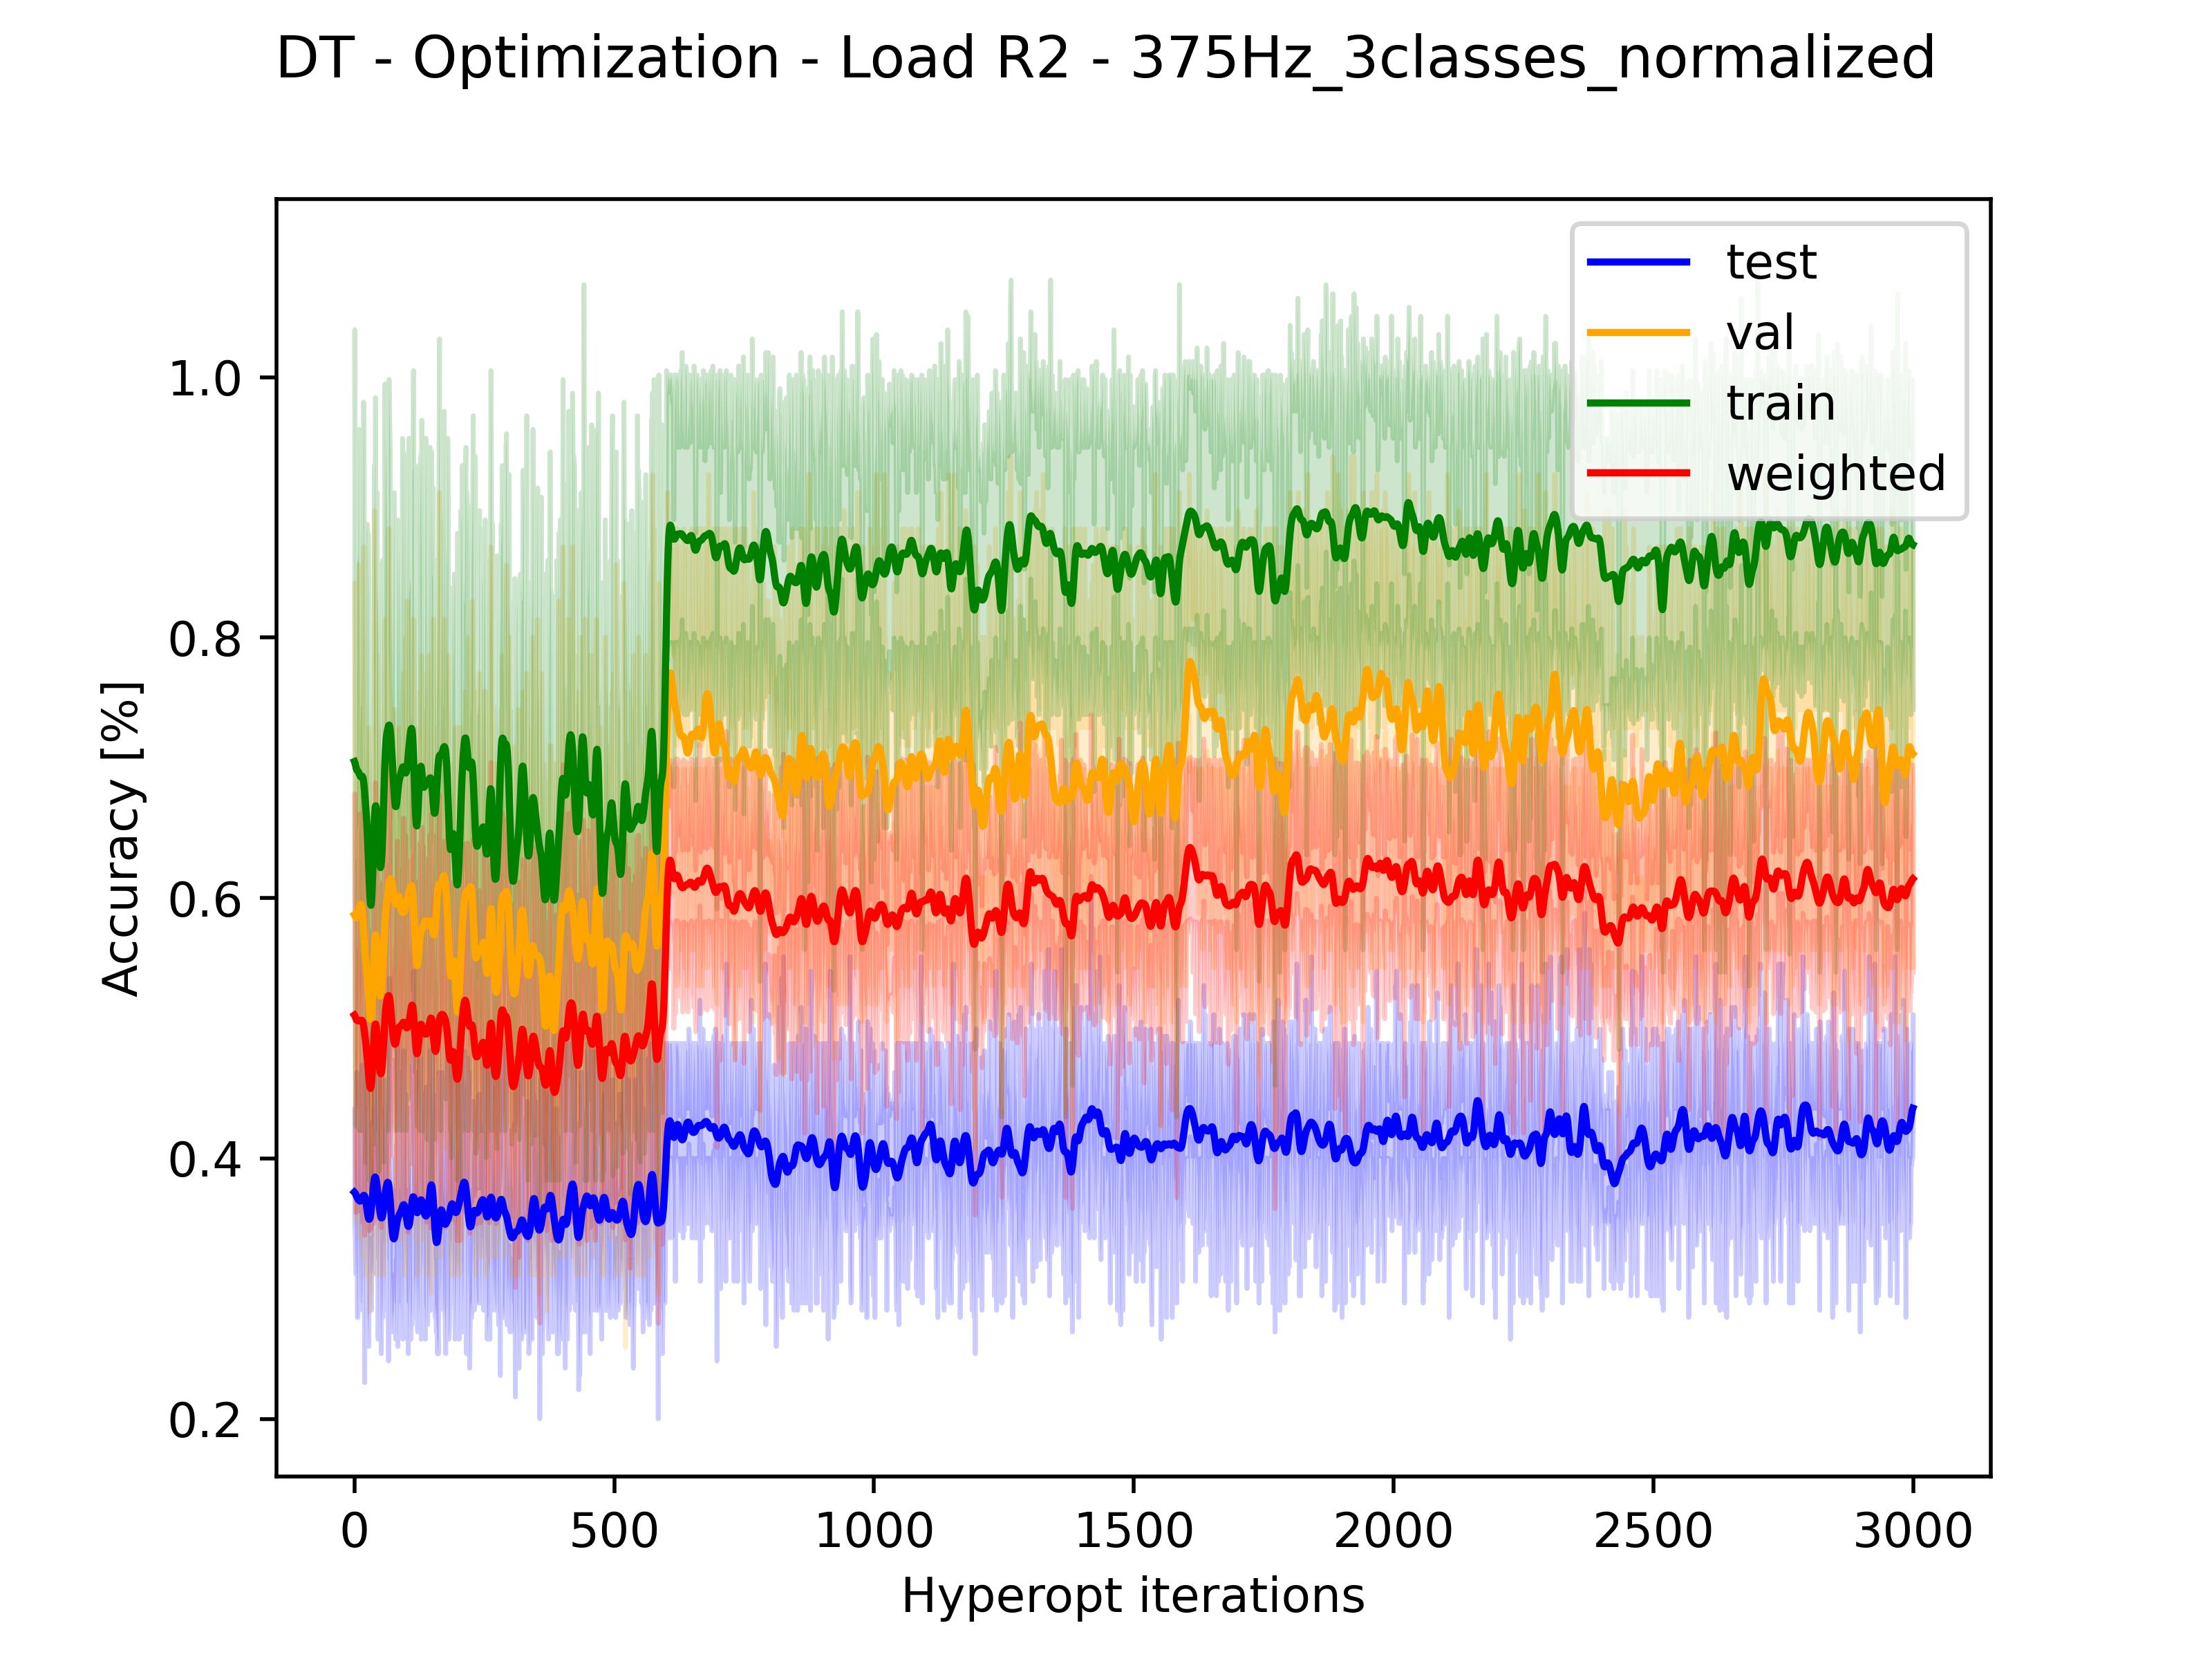 DT - Optimization - Load R2 - 375Hz_3classes_normalized
test
val
train
weighted
Accuracy [%]
1.0
0.8
0.6
0.4
0.2
0 500 1000 1500 2000 2500 3000
Hyperopt iterations